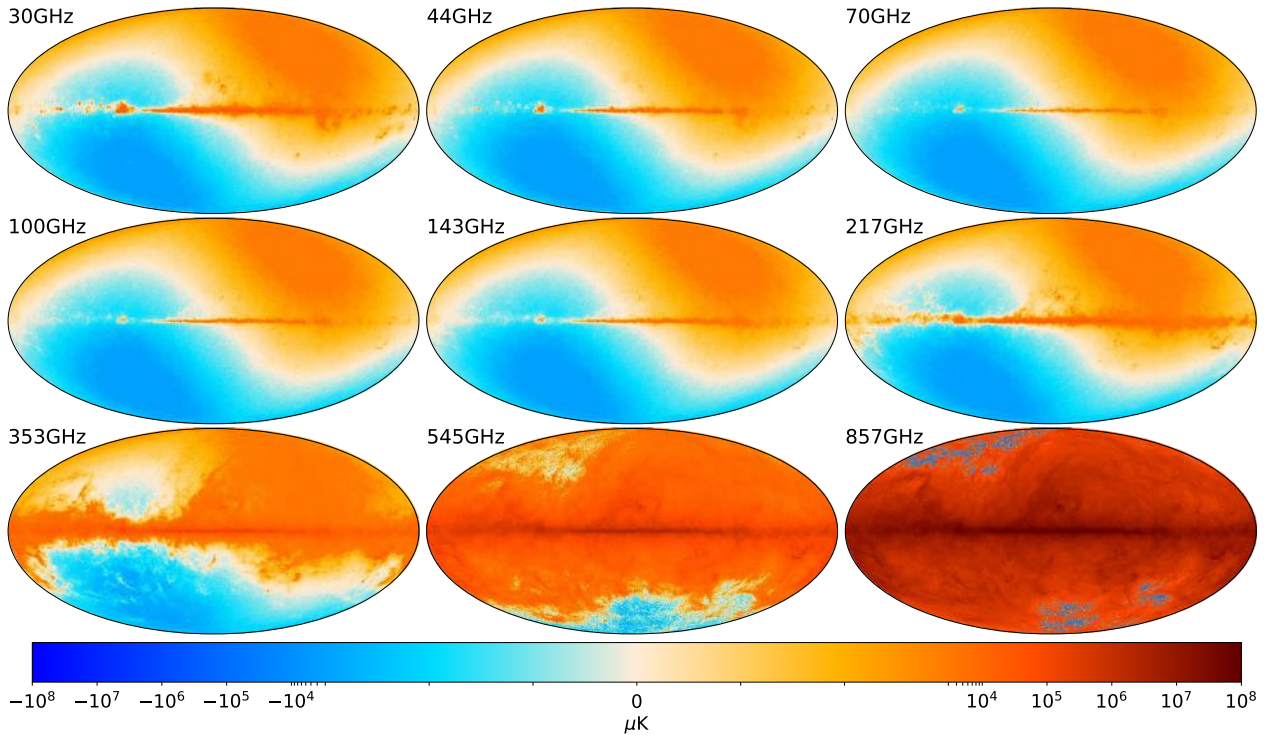 30GHz 44GHz 70GHz
100GHz 143GHz 217GHz
353GHz 545GHz 857GHz
−10⁸ −10⁷ −10⁶ −10⁵ −10⁴ 0 10⁴ 10⁵ 10⁶ 10⁷ 10⁸
μK